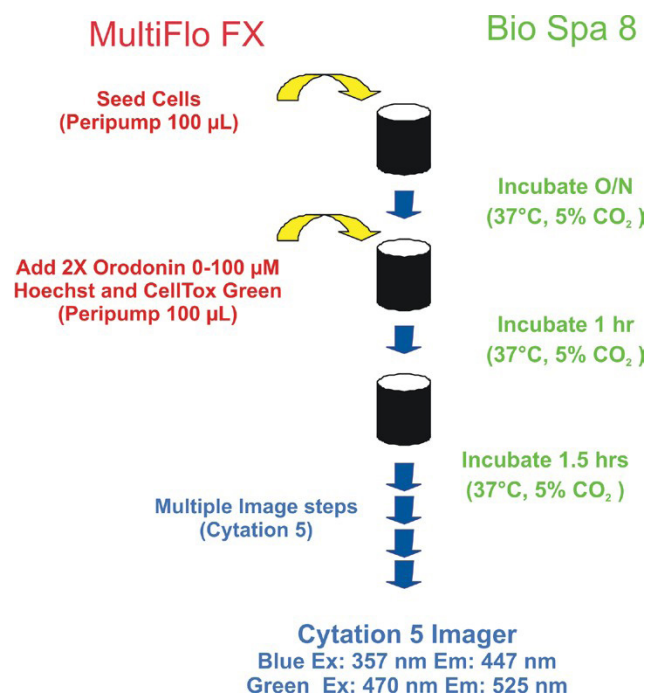 MultiFlo FX
Bio Spa 8
Seed Cells
(Peripump 100 µL)
Incubate O/N
(37°C, 5% CO₂ )
Add 2X Orodonin 0-100 µM
Hoechst and CellTox Green
(Peripump 100 µL)
Incubate 1 hr
(37°C, 5% CO₂ )
Incubate 1.5 hrs
(37°C, 5% CO₂ )
Multiple Image steps
(Cytation 5)
Cytation 5 Imager
Blue Ex: 357 nm Em: 447 nm
Green Ex: 470 nm Em: 525 nm